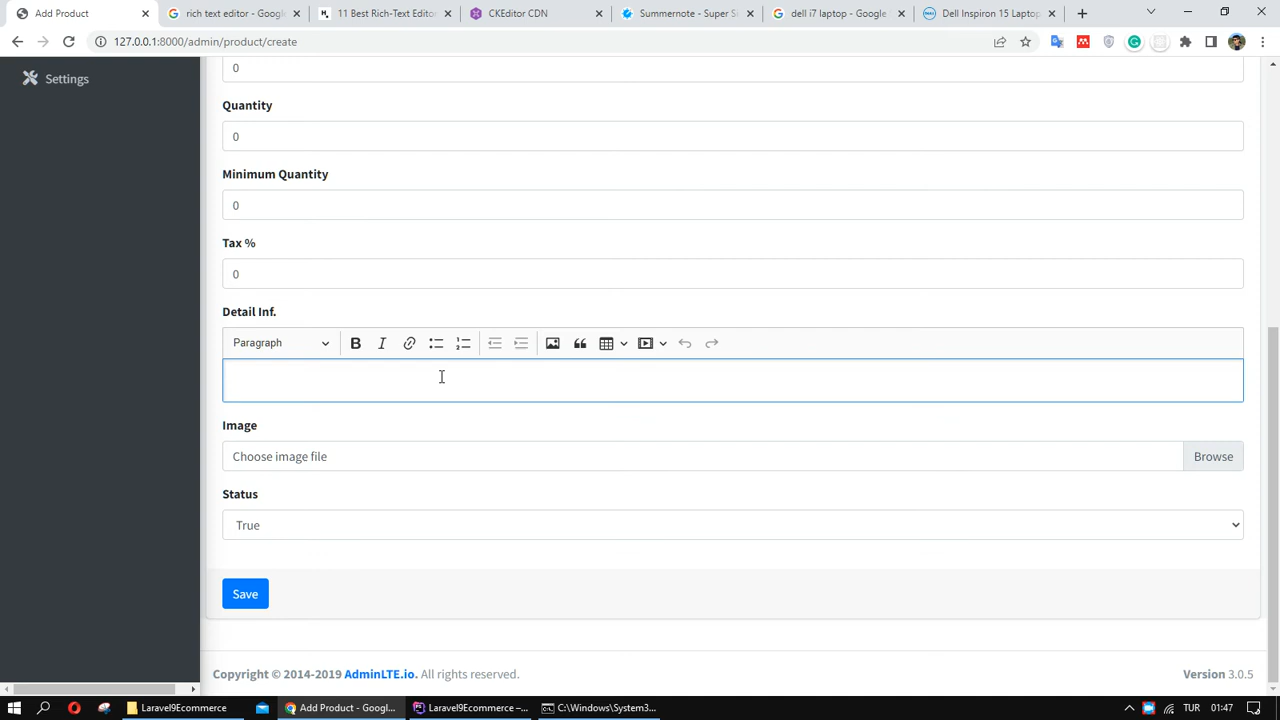 Add Product
rich text editor - Google
11 Best Rich-Text Editor
CKEditor CDN
Summernote - Super Si
dell i7 laptop - Google
Dell Inspiron 15 Laptop
127.0.0.1:8000/admin/product/create
Settings
0
Quantity
0
Minimum Quantity
0
Tax %
0
Detail Inf.
Paragraph
Image
Choose image file
Browse
Status
True
Save
Copyright © 2014-2019 AdminLTE.io. All rights reserved.
Version 3.0.5
Laravel9Ecommerce
Add Product - Googl...
Laravel9Ecommerce –...
C:\Windows\System3...
TUR
01:47